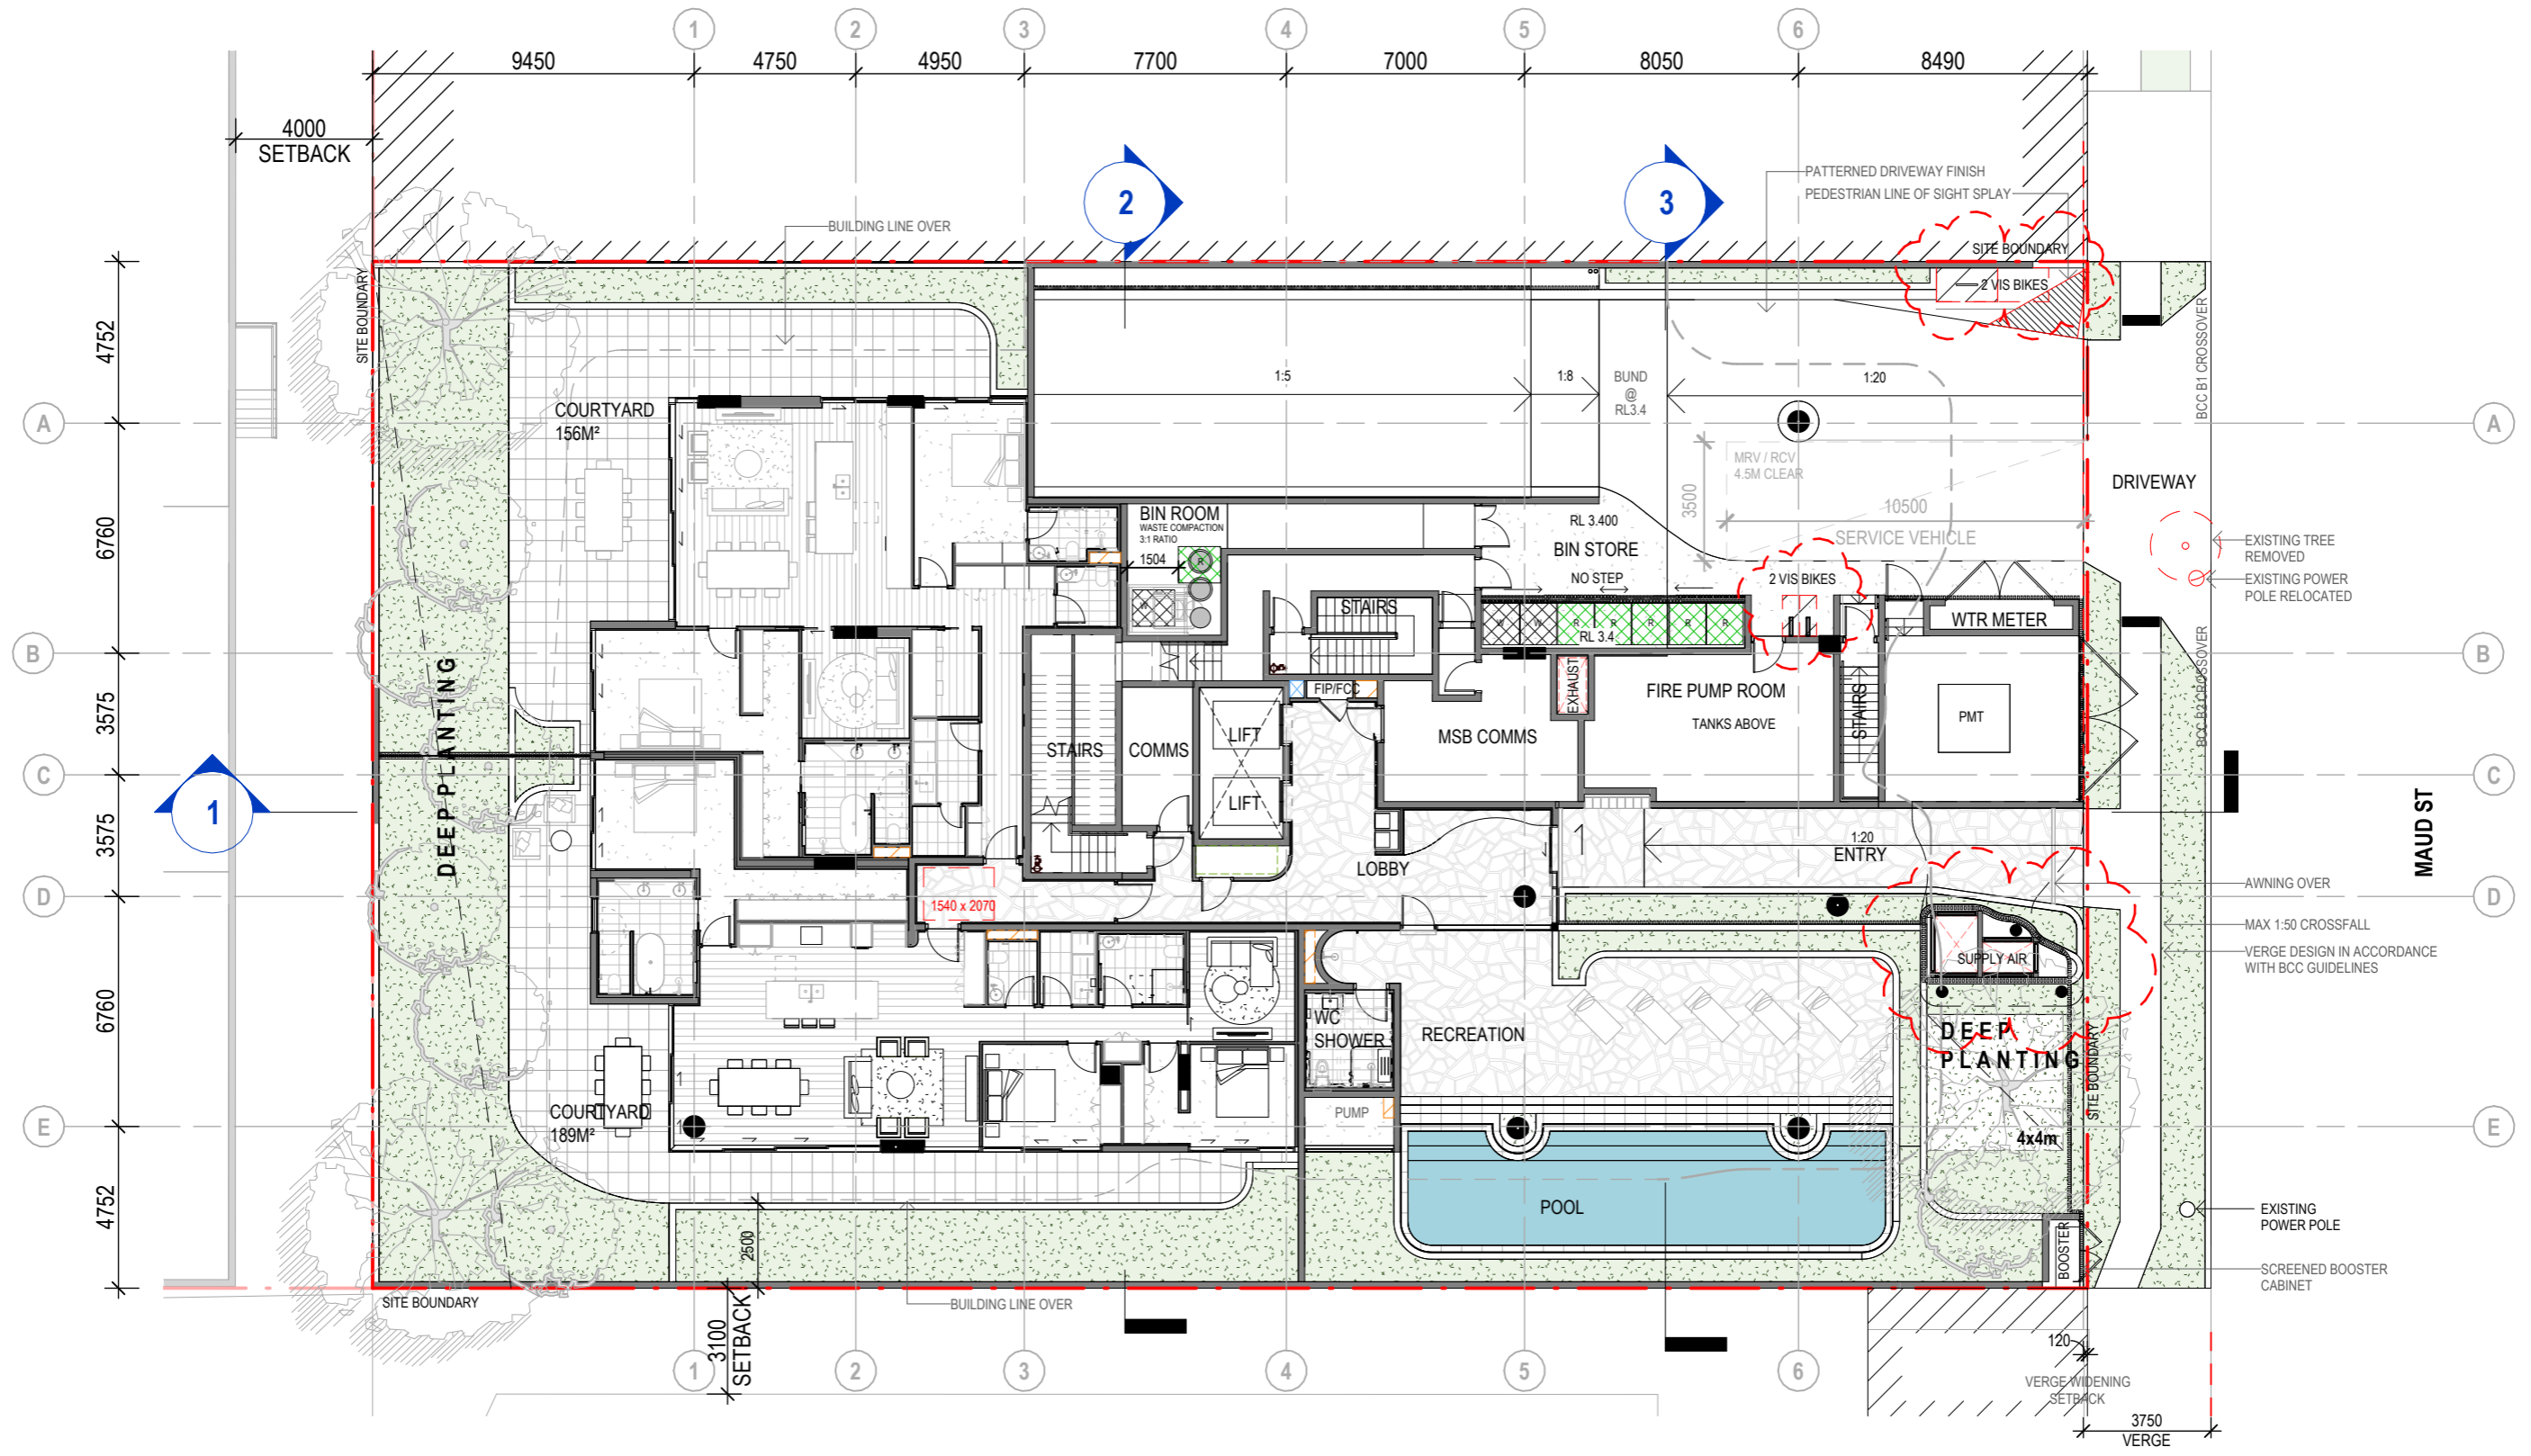 1 2 3 4 5 6
9450 4750 4950 7700 7000 8050 8490
4000
SETBACK
2
3
PATTERNED DRIVEWAY FINISH
PEDESTRIAN LINE OF SIGHT SPLAY
BUILDING LINE OVER
SITE BOUNDARY
SITE BOUNDARY
2 VIS BIKES
BCC B1 CROSSOVER
4752
1:5
1:8
BUND
@
RL3.4
1:20
COURTYARD
156M²
A
A
MRV / RCV
4.5M CLEAR
3500
10500
SERVICE VEHICLE
DRIVEWAY
6760
BIN ROOM
WASTE COMPACTION
3:1 RATIO
1504
R
W
RL 3.400
BIN STORE
NO STEP
2 VIS BIKES
EXISTING TREE
REMOVED
EXISTING POWER
POLE RELOCATED
STAIRS
W W R R R R R
RL 3.4
WTR METER
B
B
BCC B2 CROSSOVER
DEEP PLANTING
3575
FIP/FCC
EXHAUST
FIRE PUMP ROOM
TANKS ABOVE
STAIRS
PMT
STAIRS
COMMS
LIFT
MSB COMMS
C
C
LIFT
1
3575
1:20
ENTRY
LOBBY
MAUD ST
D
D
1540 x 2070
AWNING OVER
MAX 1:50 CROSSFALL
VERGE DESIGN IN ACCORDANCE
WITH BCC GUIDELINES
SUPPLY AIR
6760
WC
SHOWER
RECREATION
DEEP
PLANTING
SITE BOUNDARY
COURTYARD
189M²
PUMP
E
E
4x4m
4752
POOL
2500
EXISTING
POWER POLE
BOOSTER
SCREENED BOOSTER
CABINET
SITE BOUNDARY
BUILDING LINE OVER
3100
SETBACK
120
1 2 3 4 5 6
VERGE WIDENING
SETBACK
3750
VERGE